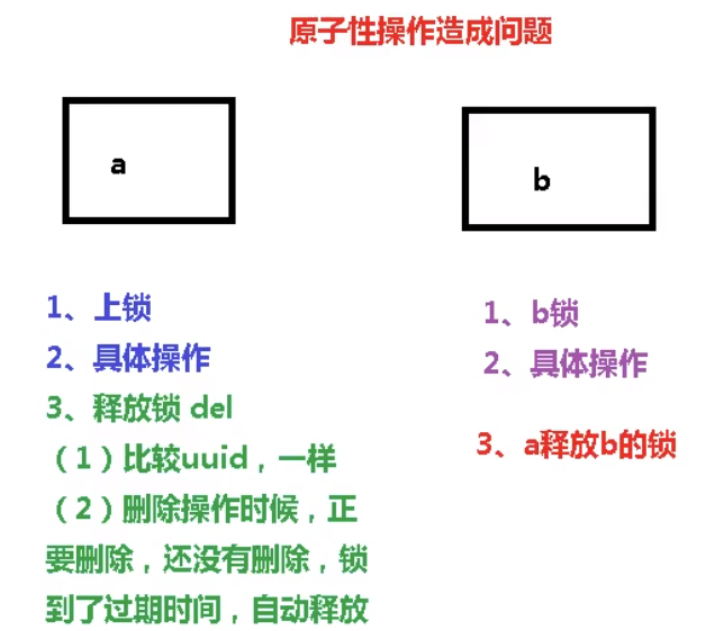 原子性操作造成问题
a
b
1、上锁
2、具体操作
3、释放锁 del
（1）比较uuid，一样
（2）删除操作时候，正
要删除，还没有删除，锁
到了过期时间，自动释放
1、b锁
2、具体操作
3、a释放b的锁